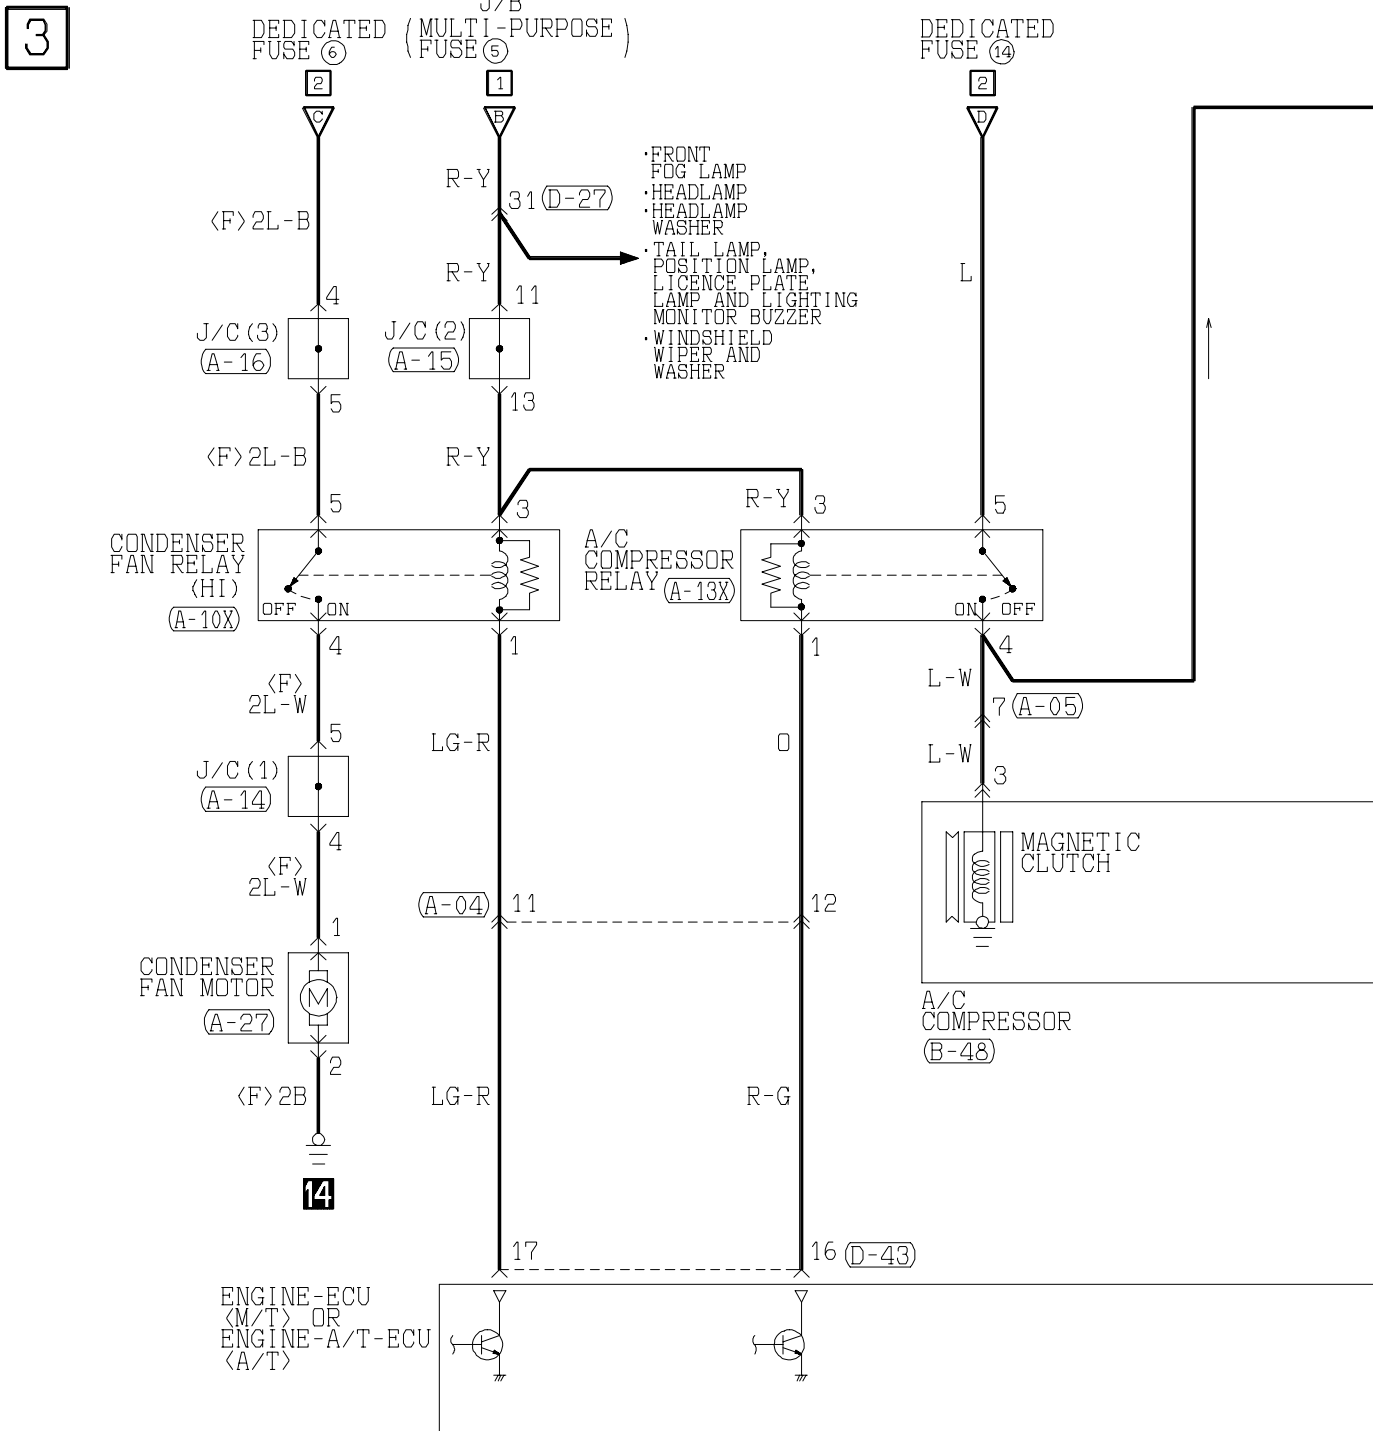 3
J/B
DEDICATED
FUSE ⑥
(MULTI-PURPOSE
FUSE ⑤)
DEDICATED
FUSE ⑭
2
1
2
C
B
D
·FRONT
FOG LAMP
·HEADLAMP
·HEADLAMP
WASHER
·TAIL LAMP,
POSITION LAMP,
LICENCE PLATE
LAMP AND LIGHTING
MONITOR BUZZER
·WINDSHIELD
WIPER AND
WASHER
R-Y
31 (D-27)
<F>2L-B
R-Y
L
4
11
J/C(3)
(A-16)
J/C(2)
(A-15)
5
13
<F>2L-B
R-Y
R-Y
5
3
3
5
CONDENSER
FAN RELAY
(HI)
(A-10X)
OFF
ON
A/C
COMPRESSOR
RELAY (A-13X)
ON
OFF
4
1
1
4
<F>
2L-W
L-W
7 (A-05)
5
LG-R
O
L-W
J/C(1)
(A-14)
3
4
MAGNETIC
CLUTCH
<F>
2L-W
(A-04)
11
12
1
CONDENSER
FAN MOTOR
(A-27)
M
A/C
COMPRESSOR
(B-48)
2
<F>2B
LG-R
R-G
14
17
16 (D-43)
ENGINE-ECU
<M/T> OR
ENGINE-A/T-ECU
<A/T>